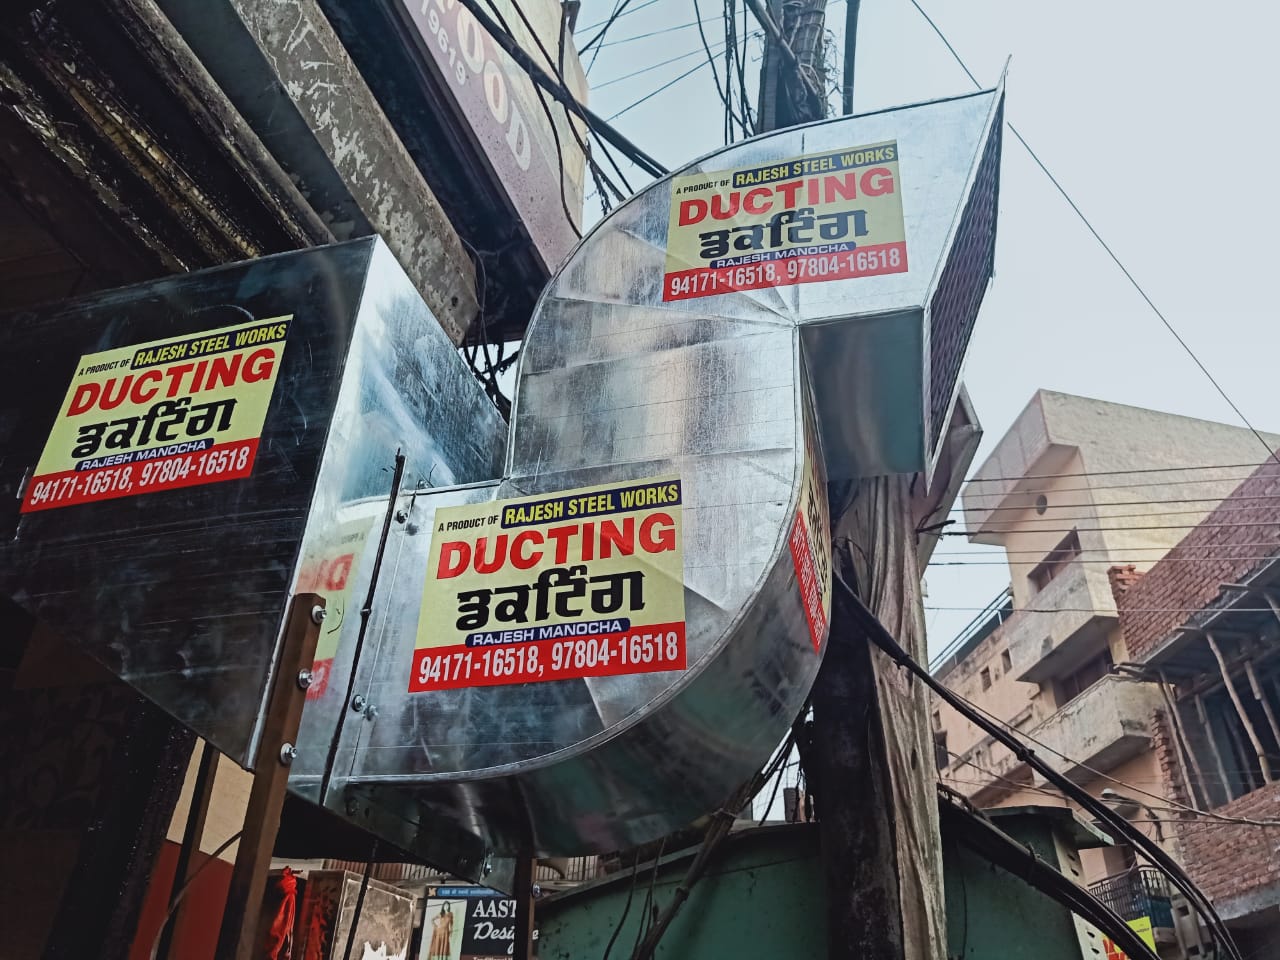 OOD
19619
A PRODUCT OF RAJESH STEEL WORKS
DUCTING
ਡਕਟਿੰਗ
RAJESH MANOCHA
94171-16518, 97804-16518
A PRODUCT OF RAJESH STEEL WORKS
DUCTING
ਡਕਟਿੰਗ
RAJESH MANOCHA
94171-16518, 97804-16518
A PRODUCT OF RAJESH STEEL WORKS
DUCTING
ਡਕਟਿੰਗ
RAJESH MANOCHA
94171-16518, 97804-16518
AAST